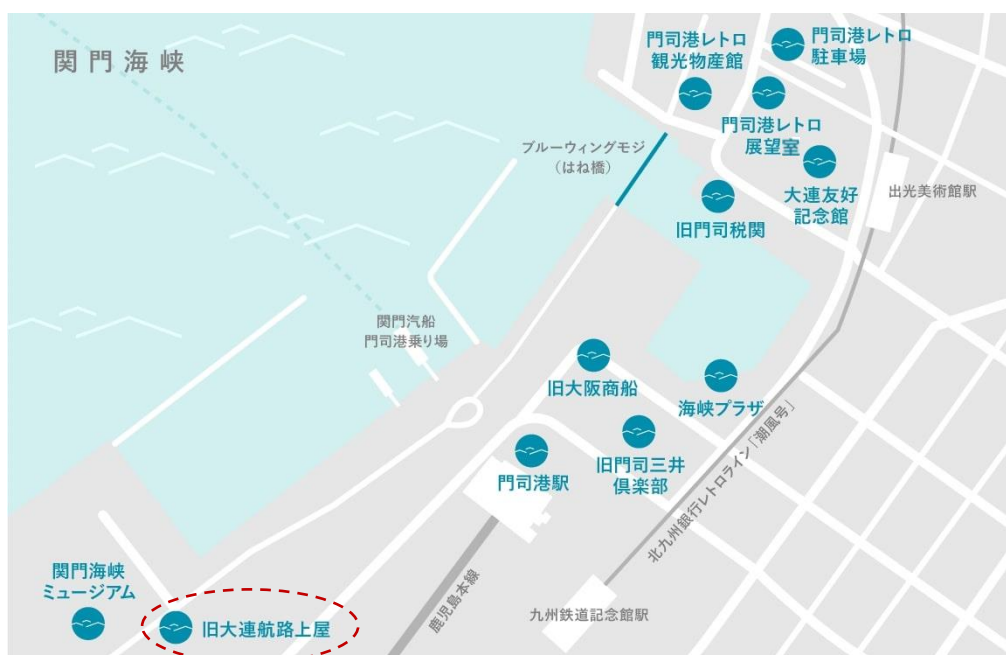 関門海峡
門司港レトロ
観光物産館
門司港レトロ
駐車場
門司港レトロ
展望室
ブルーウィングモジ
（はね橋）
大連友好
記念館
出光美術館駅
旧門司税関
関門汽船
門司港乗り場
旧大阪商船
海峡プラザ
旧門司三井
倶楽部
門司港駅
北九州銀行レトロライン「潮風号」
鹿児島本線
九州鉄道記念館駅
関門海峡
ミュージアム
旧大連航路上屋